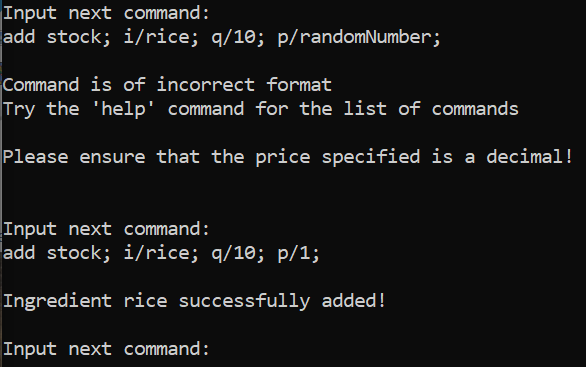 Input next command:
add stock; i/rice; q/10; p/randomNumber;
Command is of incorrect format
Try the 'help' command for the list of commands
Please ensure that the price specified is a decimal!
Input next command:
add stock; i/rice; q/10; p/1;
Ingredient rice successfully added!
Input next command: